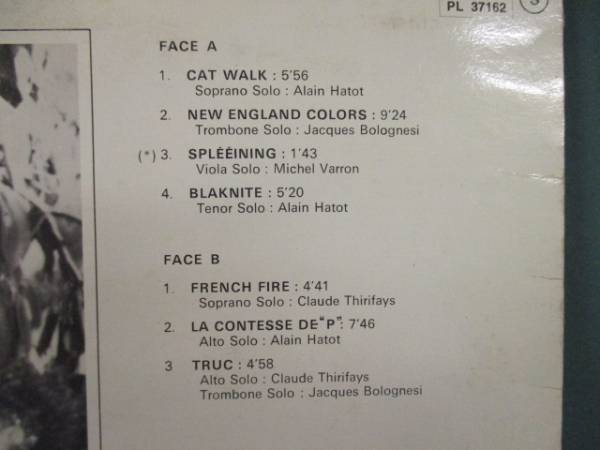 PL 37162
S
FACE A
1. CAT WALK : 5'56
Soprano Solo : Alain Hatot
2. NEW ENGLAND COLORS : 9'24
Trombone Solo : Jacques Bolognesi
(*) 3. SPLÉÉINING : 1'43
Viola Solo : Michel Varron
4. BLAKNITE : 5'20
Tenor Solo : Alain Hatot
FACE B
1. FRENCH FIRE : 4'41
Soprano Solo : Claude Thirifays
2. LA CONTESSE DE "P": 7'46
Alto Solo : Alain Hatot
3 TRUC : 4'58
Alto Solo : Claude Thirifays
Trombone Solo : Jacques Bolognesi